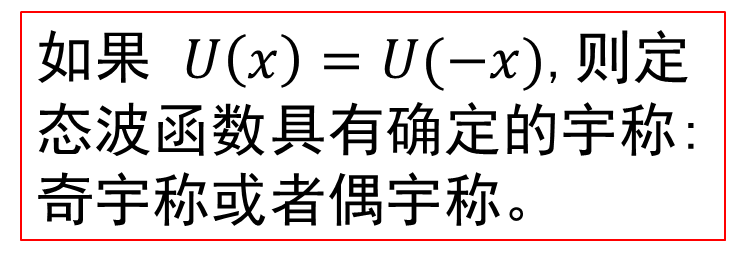 如果 U(x) = U(−x), 则定
态波函数具有确定的宇称:
奇宇称或者偶宇称。